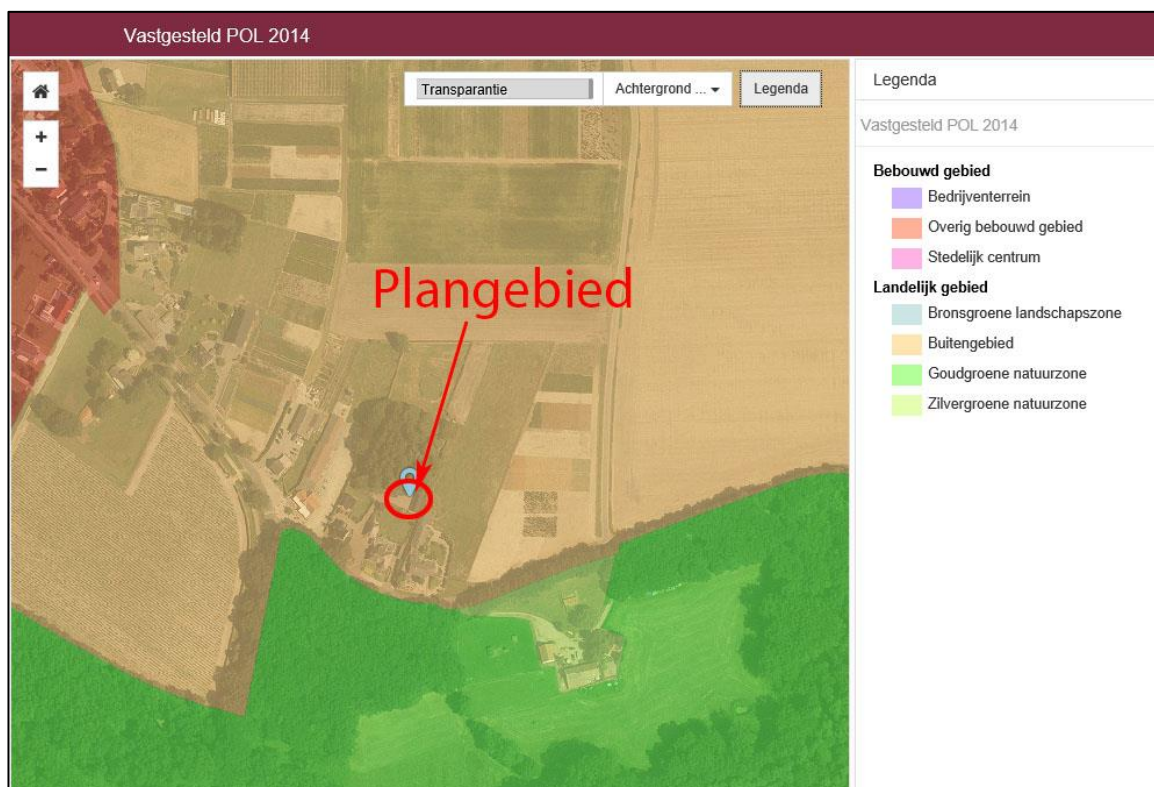 Vastgesteld POL 2014
+
−
Transparantie
Achtergrond ...
Legenda
Plangebied
Legenda
Vastgesteld POL 2014
Bebouwd gebied
Bedrijventerrein
Overig bebouwd gebied
Stedelijk centrum
Landelijk gebied
Bronsgroene landschapszone
Buitengebied
Goudgroene natuurzone
Zilvergroene natuurzone